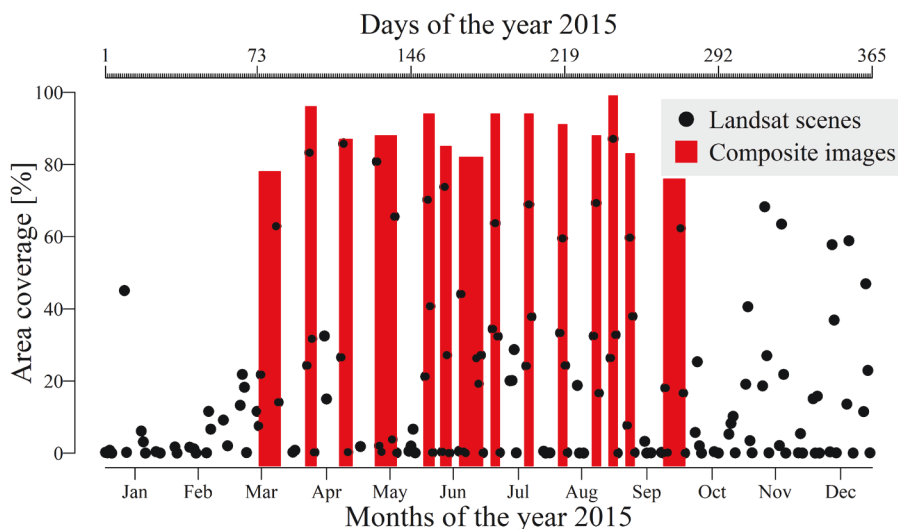 Days of the year 2015
1 73 146 219 292 365
100
80
60
40
20
0
Area coverage [%]
Landsat scenes
Composite images
Jan Feb Mar Apr May Jun Jul Aug Sep Oct Nov Dec
Months of the year 2015